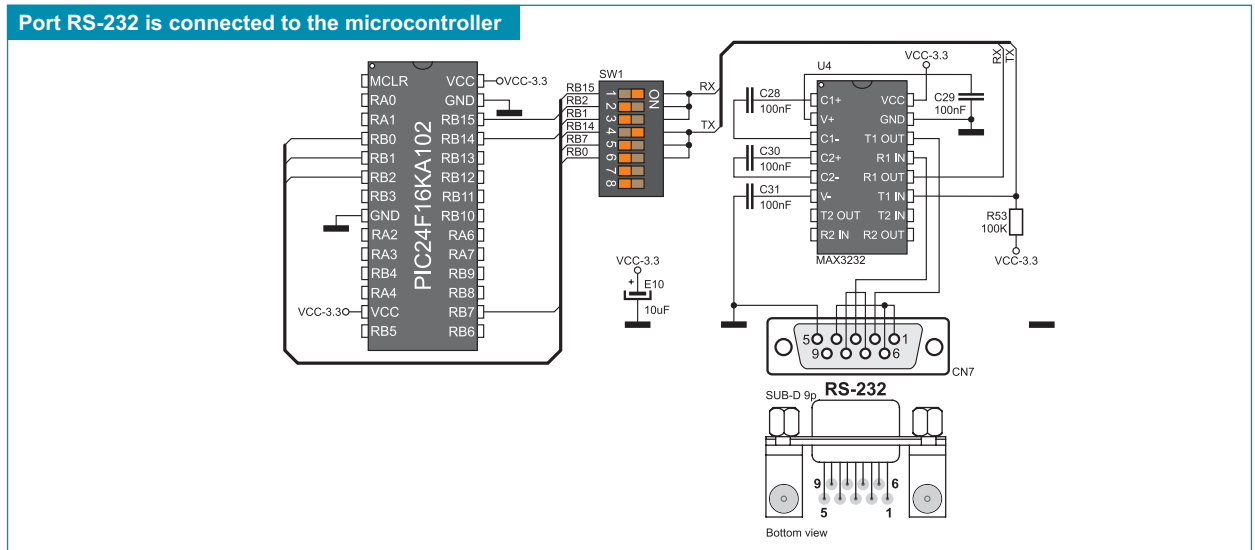 Port RS-232 is connected to the microcontroller
MCLR VCC VCC-3.3
RA0 GND
RA1 RB15
RB0 RB14
RB1 RB13
RB2 RB12
RB3 RB11
GND RB10
RA2 RA6
RA3 RA7
RB4 RB9
RA4 RB8
VCC-3.3 VCC RB7
RB5 RB6
PIC24F16KA102
SW1
RB15
RB2
RB1
RB14
RB7
RB0
1
2
3
4
5
6
7
8
ON
RX
TX
RX
TX
U4
VCC-3.3
C28
100nF
C30
100nF
C31
100nF
C29
100nF
C1+ VCC
V+ GND
C1- T1 OUT
C2+ R1 IN
C2- R1 OUT
V- T1 IN
T2 OUT T2 IN
R2 IN R2 OUT
MAX3232
R53
100K
VCC-3.3
VCC-3.3
+ E10
10uF
5 1
9 6
CN7
SUB-D 9p RS-232
9 6
5 1
Bottom view